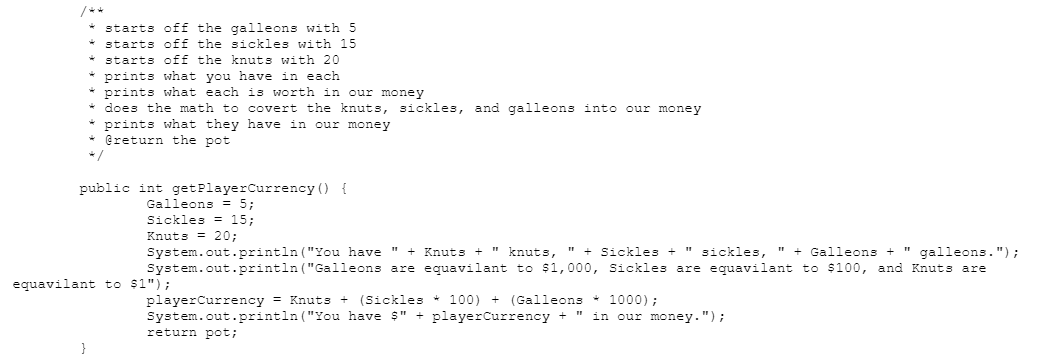 /**
* starts off the galleons with 5
* starts off the sickles with 15
* starts off the knuts with 20
* prints what you have in each
* prints what each is worth in our money
* does the math to covert the knuts, sickles, and galleons into our money
* prints what they have in our money
* @return the pot
*/
public int getPlayerCurrency() {
Galleons = 5;
Sickles = 15;
Knuts = 20;
System.out.println("You have " + Knuts + " knuts, " + Sickles + " sickles, " + Galleons + " galleons.");
System.out.println("Galleons are equavilant to $1,000, Sickles are equavilant to $100, and Knuts are
equavilant to $1");
playerCurrency = Knuts + (Sickles * 100) + (Galleons * 1000);
System.out.println("You have $" + playerCurrency + " in our money.");
return pot;
}